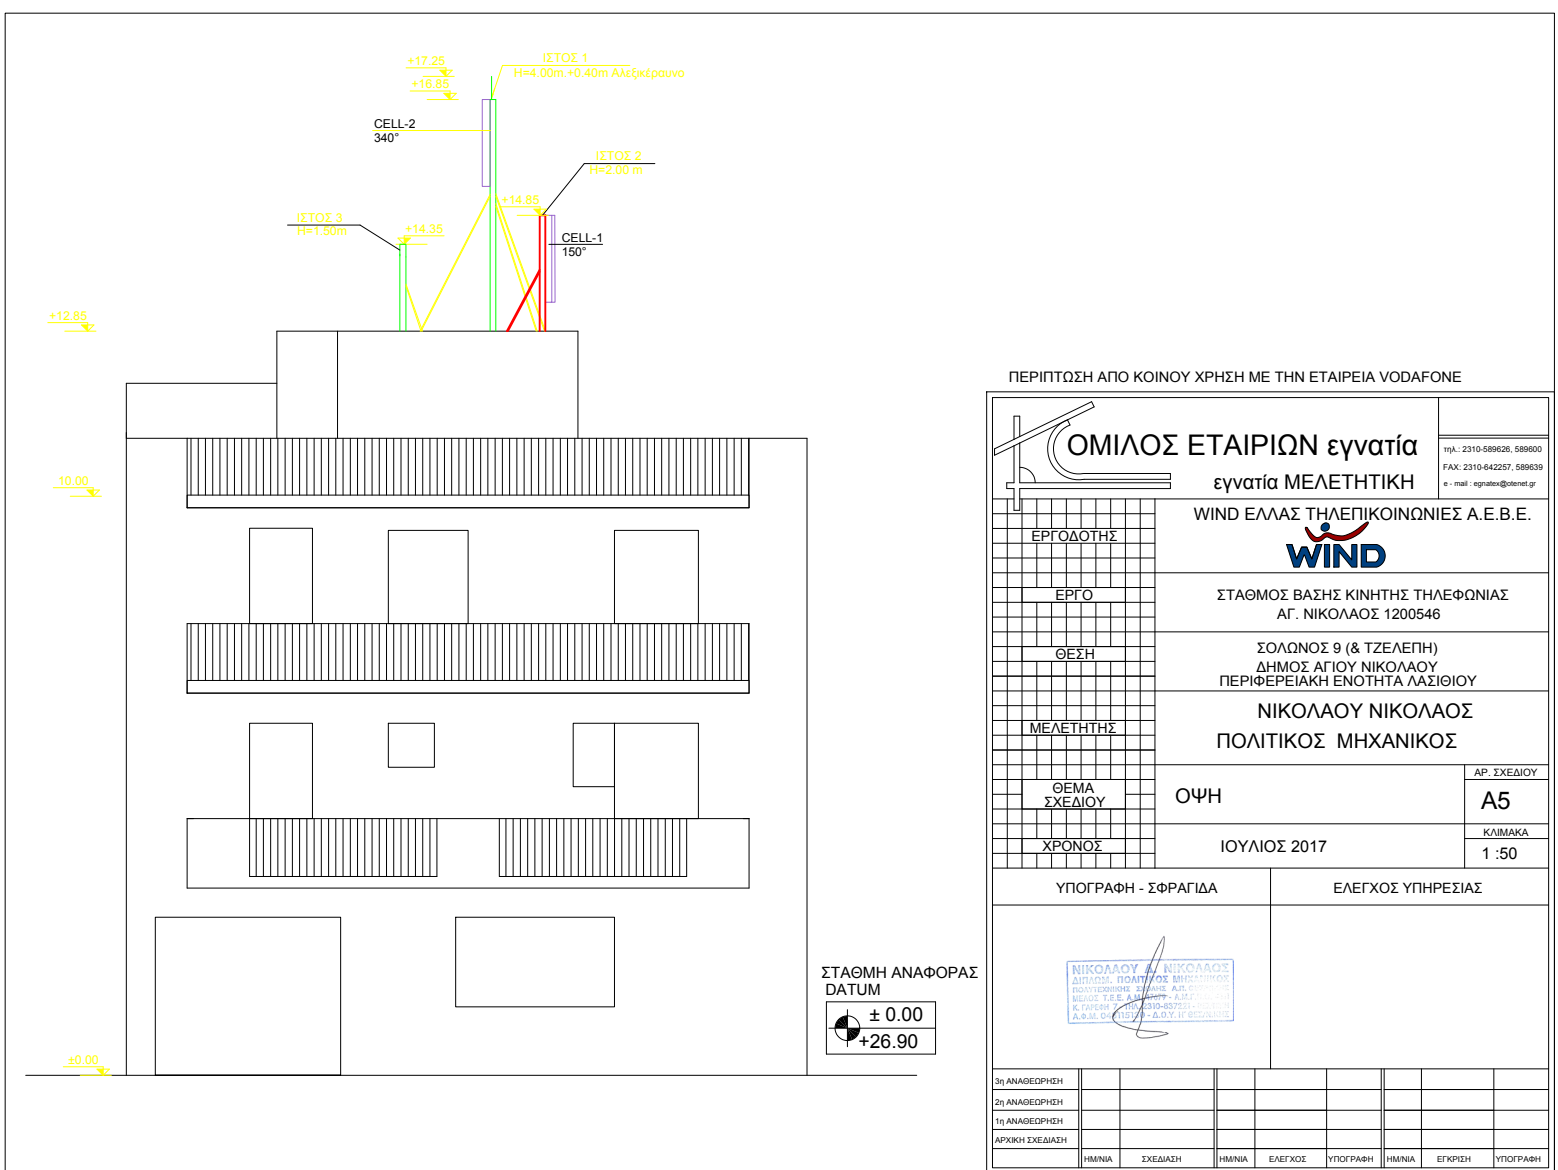 +17.25
ΙΣΤΟΣ 1
H=4.00m +0.40m Αλεξικέραυνο
+16.85
CELL-2
340°
ΙΣΤΟΣ 2
H=2.00 m
+14.85
ΙΣΤΟΣ 3
H=1.50m
+14.35
CELL-1
150°
+12.85
10.00
±0.00
ΣΤΑΘΜΗ ΑΝΑΦΟΡΑΣ
DATUM
± 0.00
+26.90
ΠΕΡΙΠΤΩΣΗ ΑΠΟ ΚΟΙΝΟΥ ΧΡΗΣΗ ΜΕ ΤΗΝ ΕΤΑΙΡΕΙΑ VODAFONE
ΟΜΙΛΟΣ ΕΤΑΙΡΙΩΝ εγνατία
εγνατία ΜΕΛΕΤΗΤΙΚΗ
τηλ.: 2310-589626, 589600
FAX: 2310-642257, 589639
e - mail : egnatex@otenet.gr
ΕΡΓΟΔΟΤΗΣ
WIND ΕΛΛΑΣ ΤΗΛΕΠΙΚΟΙΝΩΝΙΕΣ Α.Ε.Β.Ε.
WIND
ΕΡΓΟ
ΣΤΑΘΜΟΣ ΒΑΣΗΣ ΚΙΝΗΤΗΣ ΤΗΛΕΦΩΝΙΑΣ
ΑΓ. ΝΙΚΟΛΑΟΣ 1200546
ΘΕΣΗ
ΣΟΛΩΝΟΣ 9 (& ΤΖΕΛΕΠΗ)
ΔΗΜΟΣ ΑΓΙΟΥ ΝΙΚΟΛΑΟΥ
ΠΕΡΙΦΕΡΕΙΑΚΗ ΕΝΟΤΗΤΑ ΛΑΣΙΘΙΟΥ
ΜΕΛΕΤΗΤΗΣ
ΝΙΚΟΛΑΟΥ ΝΙΚΟΛΑΟΣ
ΠΟΛΙΤΙΚΟΣ ΜΗΧΑΝΙΚΟΣ
ΘΕΜΑ
ΣΧΕΔΙΟΥ
ΟΨΗ
ΑΡ. ΣΧΕΔΙΟΥ
A5
ΧΡΟΝΟΣ
ΙΟΥΛΙΟΣ 2017
ΚΛΙΜΑΚΑ
1 :50
ΥΠΟΓΡΑΦΗ - ΣΦΡΑΓΙΔΑ
ΕΛΕΓΧΟΣ ΥΠΗΡΕΣΙΑΣ
ΝΙΚΟΛΑΟΥ Δ. ΝΙΚΟΛΑΟΣ
ΔΙΠΛΩΜ. ΠΟΛΙΤΙΚΟΣ ΜΗΧΑΝΙΚΟΣ
3η ΑΝΑΘΕΩΡΗΣΗ
2η ΑΝΑΘΕΩΡΗΣΗ
1η ΑΝΑΘΕΩΡΗΣΗ
ΑΡΧΙΚΗ ΣΧΕΔΙΑΣΗ
ΗΜ/ΝΙΑ ΣΧΕΔΙΑΣΗ ΗΜ/ΝΙΑ ΕΛΕΓΧΟΣ ΥΠΟΓΡΑΦΗ ΗΜ/ΝΙΑ ΕΓΚΡΙΣΗ ΥΠΟΓΡΑΦΗ